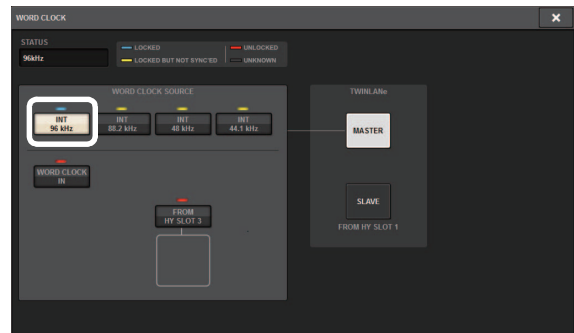 WORD CLOCK
STATUS
96kHz
LOCKED
UNLOCKED
LOCKED BUT NOT SYNC'ED
UNKNOWN
WORD CLOCK SOURCE
INT
96 kHz
INT
88.2 kHz
INT
48 kHz
INT
44.1 kHz
WORD CLOCK
IN
FROM
HY SLOT 3
TWINLANe
MASTER
SLAVE
FROM HY SLOT 1